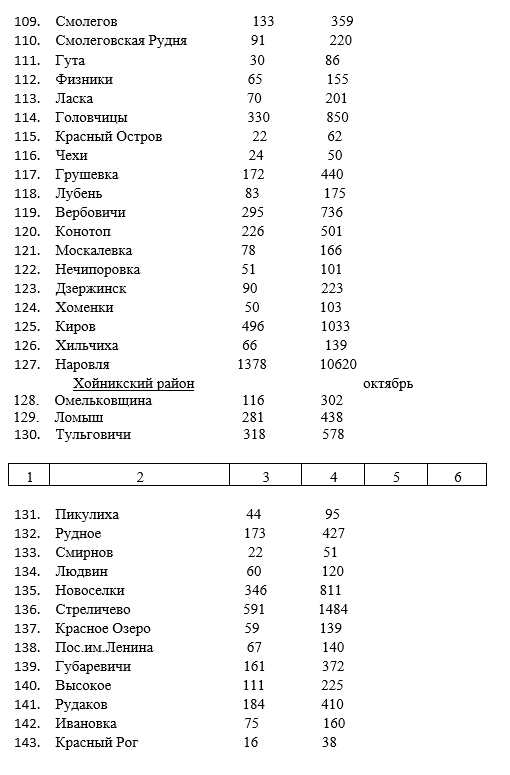 109. Смолегов 133 359
110. Смолеговская Рудня 91 220
111. Гута 30 86
112. Физинки 65 155
113. Ласка 70 201
114. Головчицы 330 850
115. Красный Остров 22 62
116. Чехи 24 50
117. Грушевка 172 440
118. Лубень 83 175
119. Вербовичи 295 736
120. Конотоп 226 501
121. Москалевка 78 166
122. Нечипоровка 51 101
123. Дзержинск 90 223
124. Хоменки 50 103
125. Киров 496 1033
126. Хильчиха 66 139
127. Наровля 1378 10620
Хойникский район октябрь
128. Омельковщина 116 302
129. Ломыш 281 438
130. Тульговичи 318 578
1 2 3 4 5 6
131. Пикулиха 44 95
132. Рудное 173 427
133. Смирнов 22 51
134. Людвин 60 120
135. Новоселки 346 811
136. Стреличево 591 1484
137. Красное Озеро 59 139
138. Пос.им.Ленина 67 140
139. Губаревичи 161 372
140. Высокое 111 225
141. Рудаков 184 410
142. Ивановка 75 160
143. Красный Рог 16 38